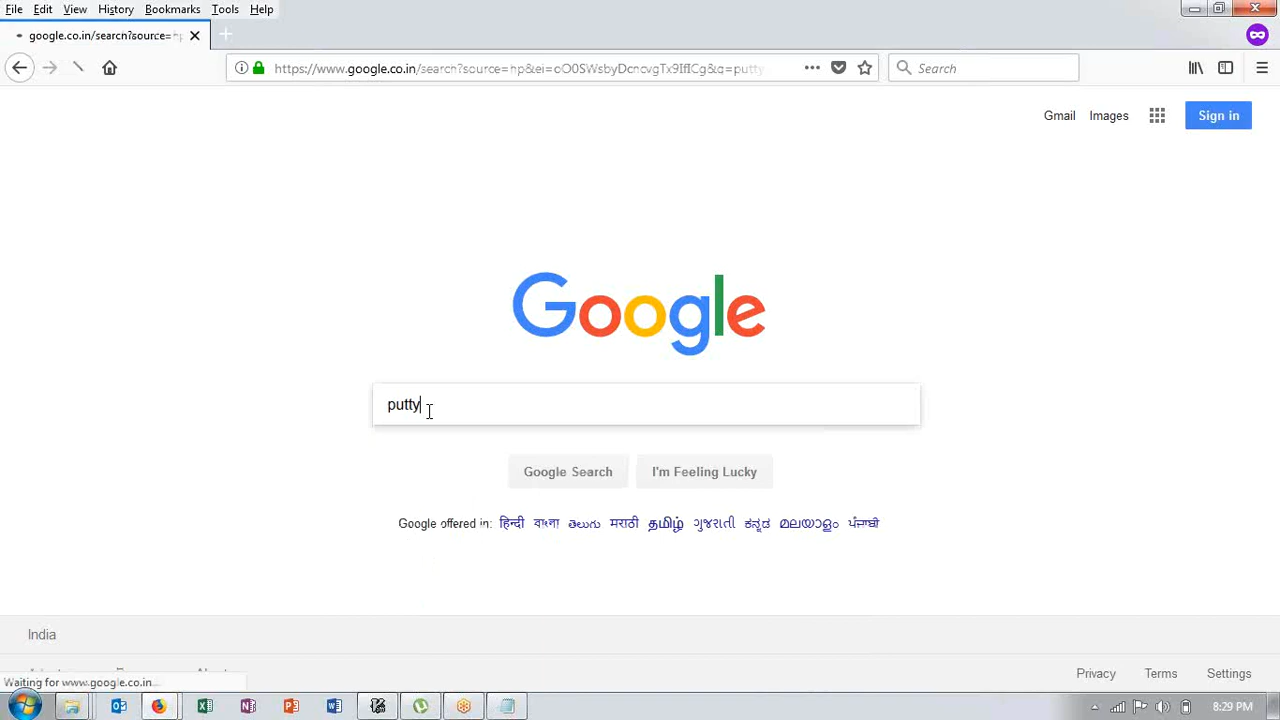 File Edit View History Bookmarks Tools Help
google.co.in/search?source=hp
https://www.google.co.in/search?source=hp&ei=oO0SWsbyDcncvgTx9IfICg&q=putty
Search
Gmail Images Sign in
Google
putty
Google Search I'm Feeling Lucky
Google offered in: हिन्दी বাংলা తెలుగు मराठी தமிழ் ગુજરાતી ಕನ್ನಡ മലയാളം ਪੰਜਾਬੀ
India
Privacy Terms Settings
Waiting for www.google.co.in...
8:29 PM